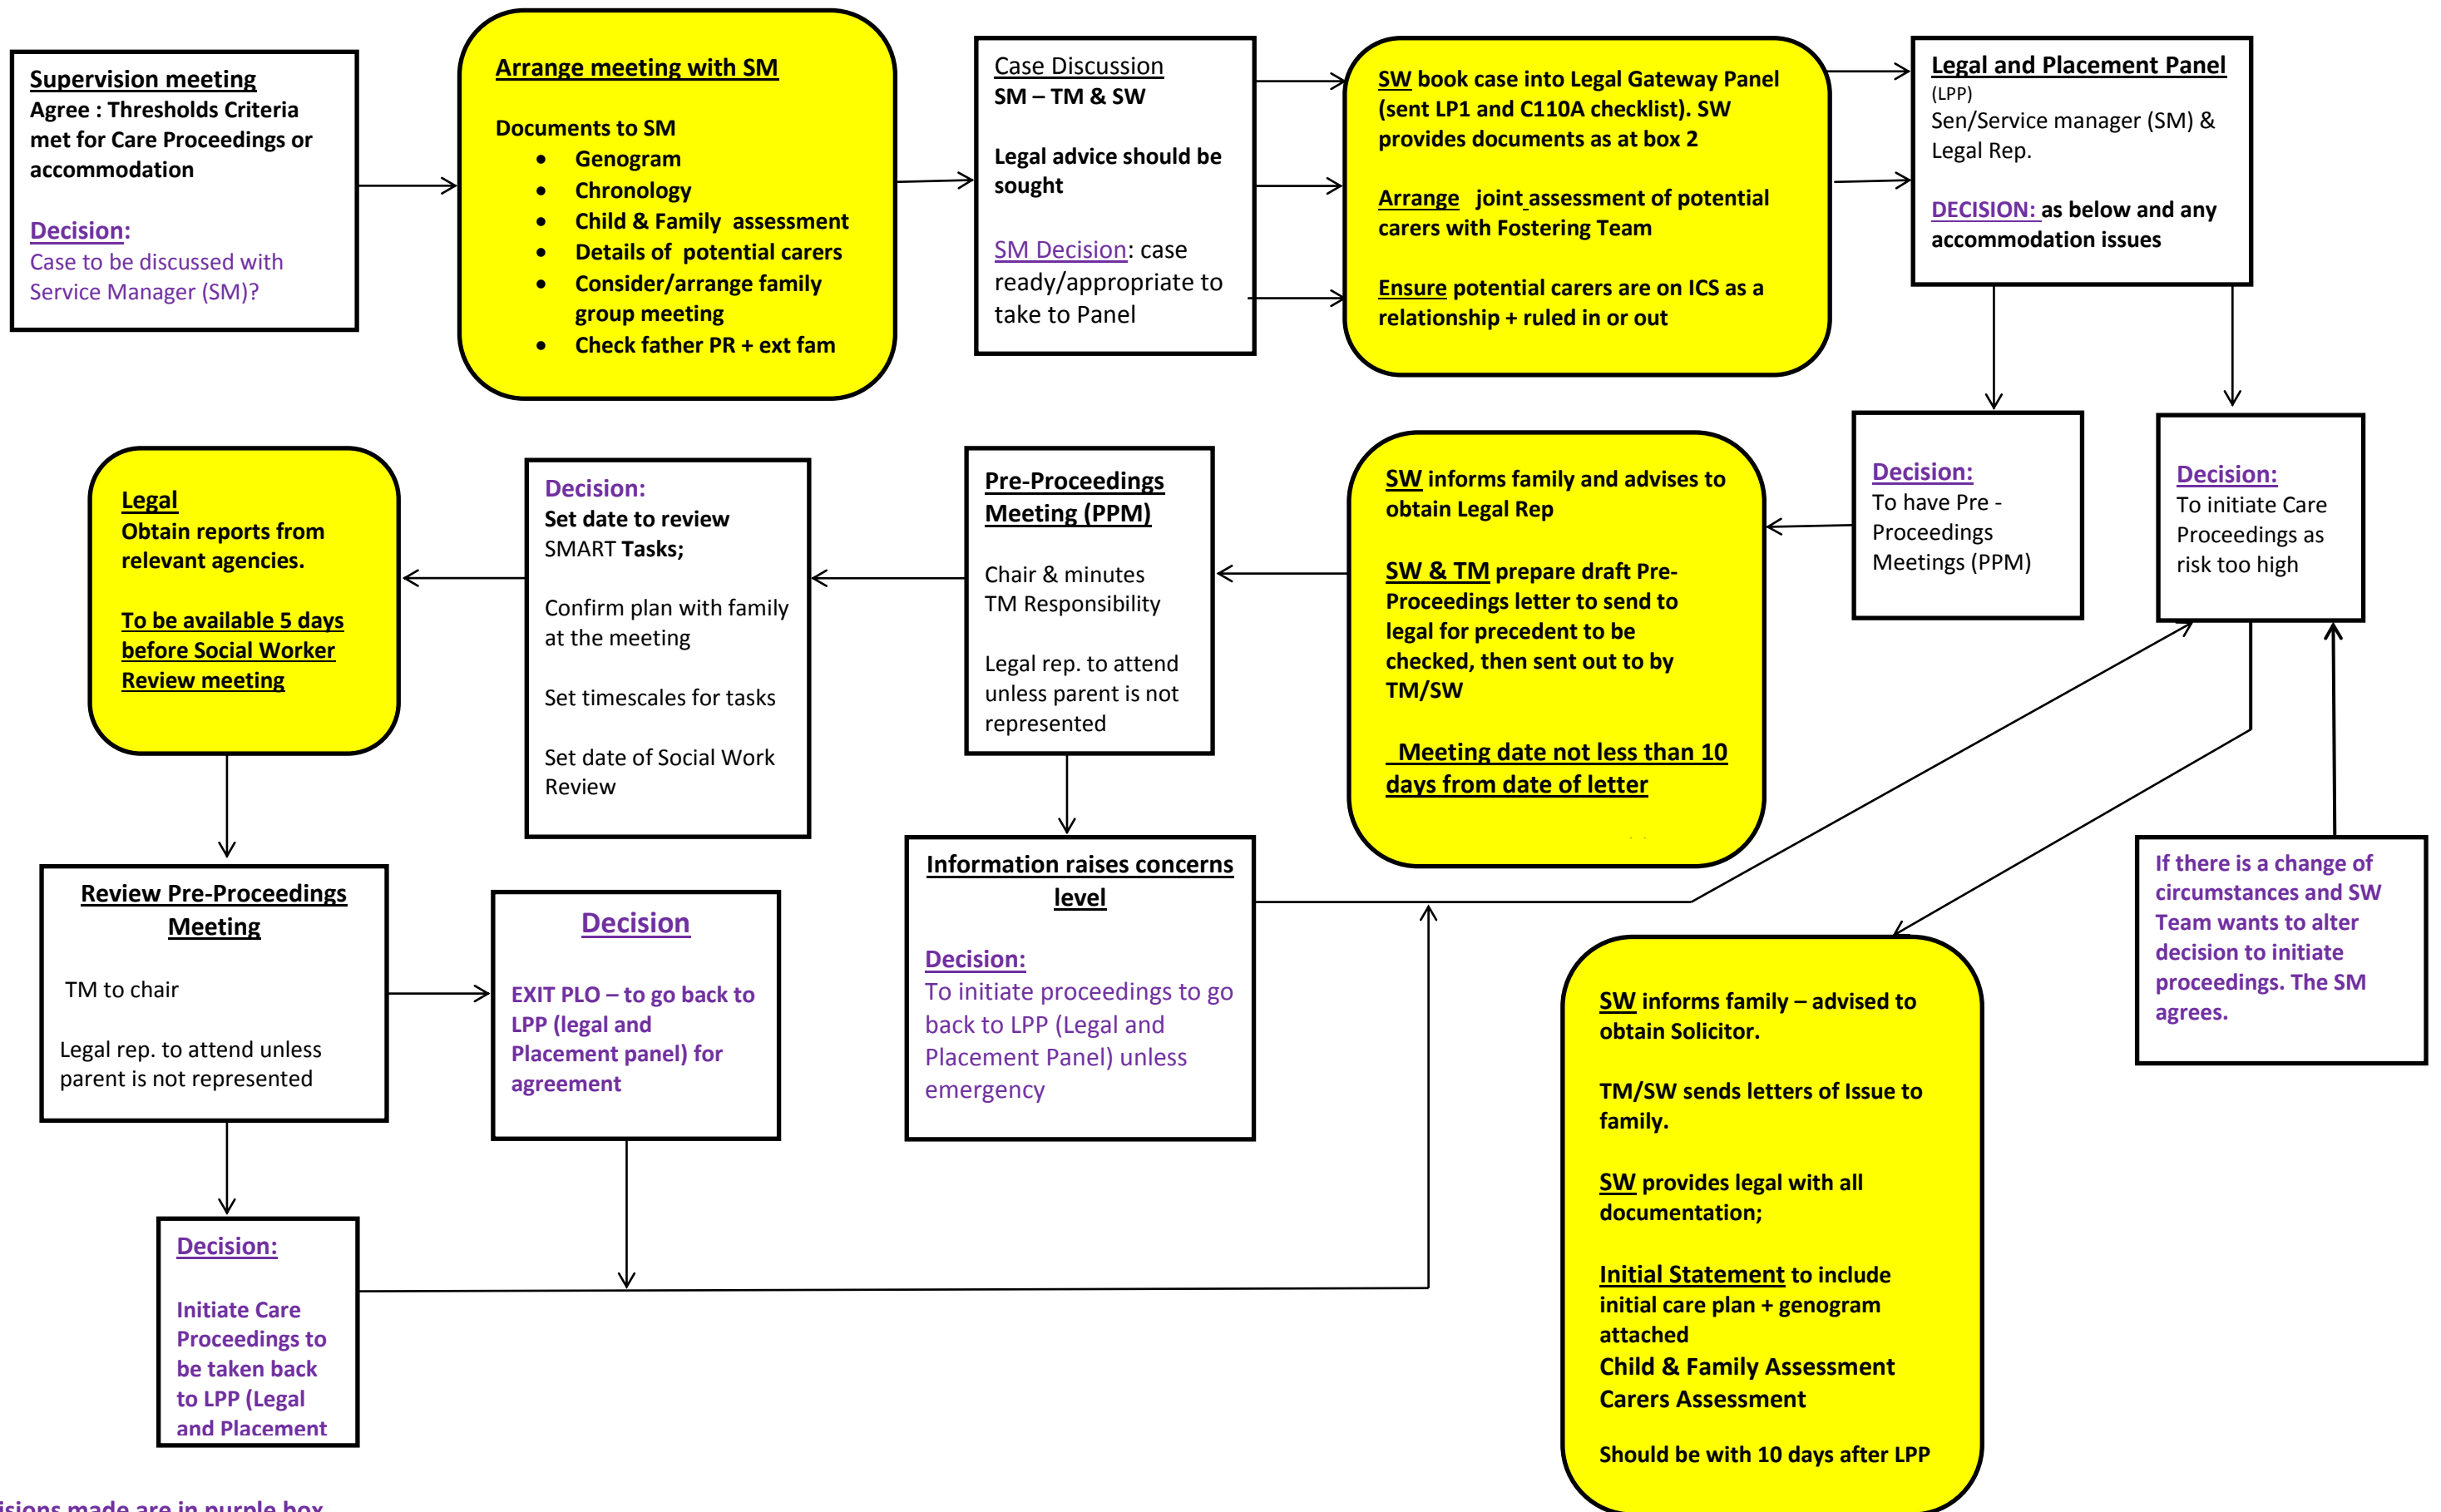 Supervision meeting
Agree : Thresholds Criteria
met for Care Proceedings or
accommodation
Decision:
Case to be discussed with
Service Manager (SM)?
Arrange meeting with SM
Documents to SM
• Genogram
• Chronology
• Child & Family assessment
• Details of potential carers
• Consider/arrange family
group meeting
• Check father PR + ext fam
Case Discussion
SM – TM & SW
Legal advice should be
sought
SM Decision: case
ready/appropriate to
take to Panel
SW book case into Legal Gateway Panel
(sent LP1 and C110A checklist). SW
provides documents as at box 2
Arrange joint assessment of potential
carers with Fostering Team
Ensure potential carers are on ICS as a
relationship + ruled in or out
Legal and Placement Panel
(LPP)
Sen/Service manager (SM) &
Legal Rep.
DECISION: as below and any
accommodation issues
Legal
Obtain reports from
relevant agencies.
To be available 5 days
before Social Worker
Review meeting
Decision:
Set date to review
SMART Tasks;
Confirm plan with family
at the meeting
Set timescales for tasks
Set date of Social Work
Review
Pre-Proceedings
Meeting (PPM)
Chair & minutes
TM Responsibility
Legal rep. to attend
unless parent is not
represented
SW informs family and advises to
obtain Legal Rep
SW & TM prepare draft Pre-
Proceedings letter to send to
legal for precedent to be
checked, then sent out to by
TM/SW
Meeting date not less than 10
days from date of letter
Decision:
To have Pre -
Proceedings
Meetings (PPM)
Decision:
To initiate Care
Proceedings as
risk too high
Review Pre-Proceedings
Meeting
TM to chair
Legal rep. to attend unless
parent is not represented
Decision
EXIT PLO – to go back to
LPP (legal and
Placement panel) for
agreement
Information raises concerns
level
Decision:
To initiate proceedings to go
back to LPP (Legal and
Placement Panel) unless
emergency
If there is a change of
circumstances and SW
Team wants to alter
decision to initiate
proceedings. The SM
agrees.
SW informs family – advised to
obtain Solicitor.
TM/SW sends letters of Issue to
family.
SW provides legal with all
documentation;
Initial Statement to include
initial care plan + genogram
attached
Child & Family Assessment
Carers Assessment
Should be with 10 days after LPP
Decision:
Initiate Care
Proceedings to
be taken back
to LPP (Legal
and Placement
isions made are in purple box